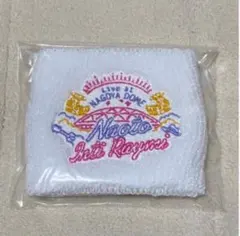 Live at
NAGOYA DOME
Naoto
Inti Raymi